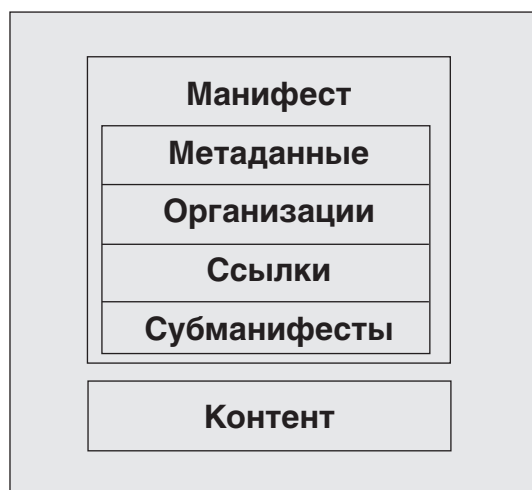 Манифест
Метаданные
Организации
Ссылки
Субманифесты
Контент